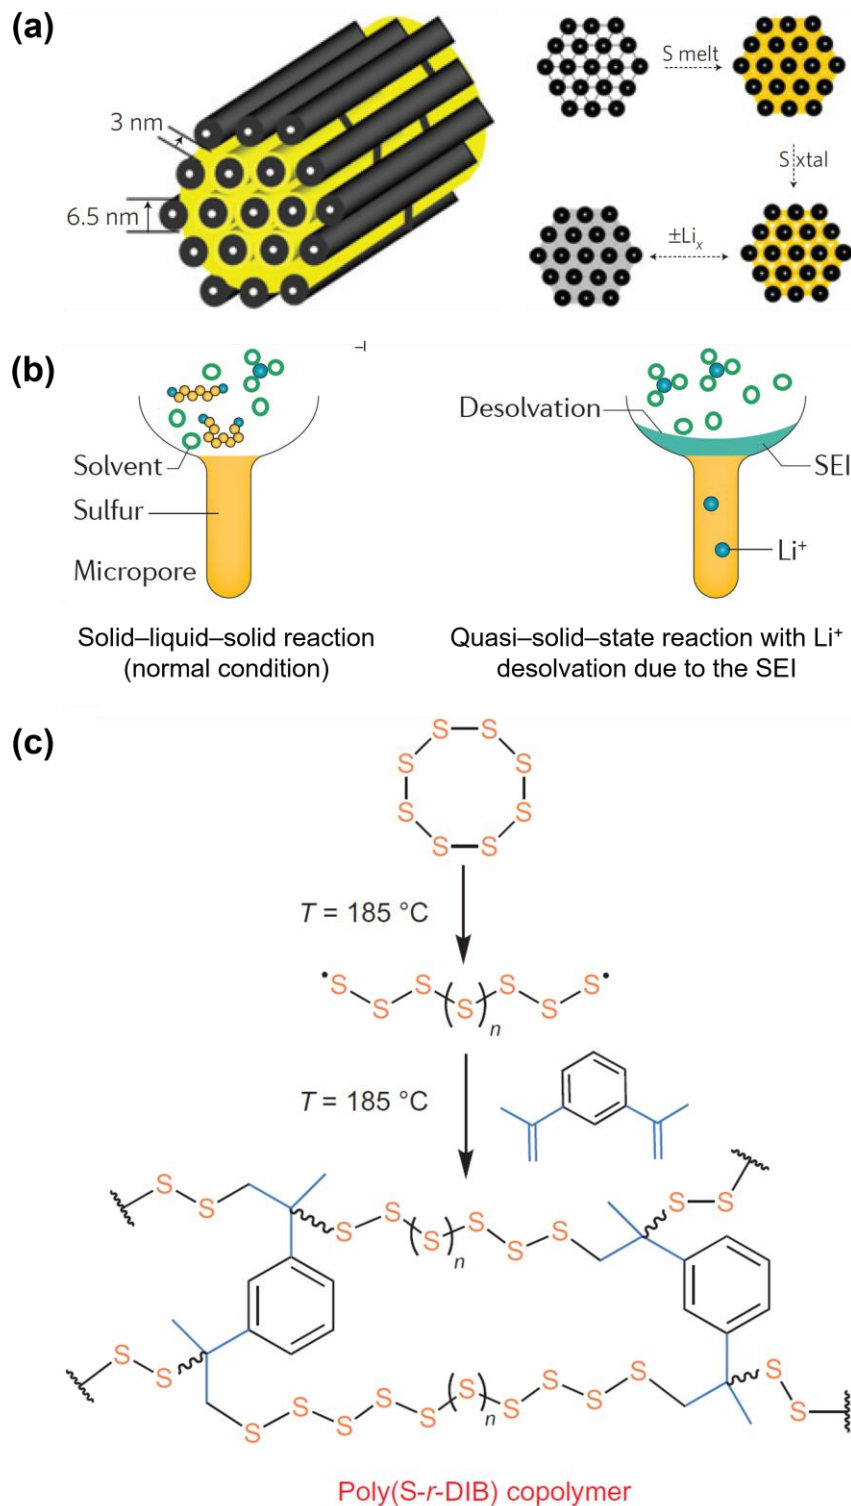 (a)
3 nm
6.5 nm
S melt
S xtal
±Liₓ
(b)
–I
Solvent
Sulfur
Micropore
Desolvation
SEI
Li⁺
Solid–liquid–solid reaction
(normal condition)
Quasi–solid–state reaction with Li⁺
desolvation due to the SEI
(c)
S S
S S
S S
S S
T = 185 °C
•S S S (S)n S S S•
T = 185 °C
S S S S (S)n S S S S S
S S S S S S S (S)n S S S S S S
Poly(S-r-DIB) copolymer